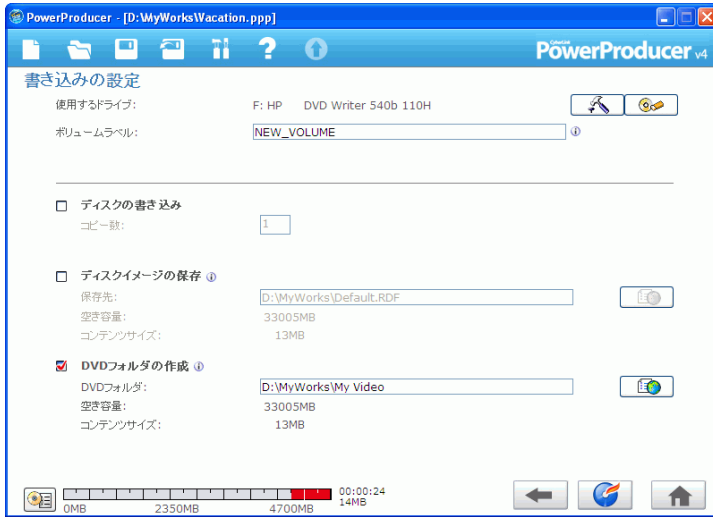 PowerProducer - [D:\MyWorks\Vacation.ppp]
CyberLink
PowerProducer v4
書き込みの設定
使用するドライブ: F: HP DVD Writer 540b 110H
ボリュームラベル: NEW_VOLUME
ディスクの書き込み
コピー数: 1
ディスクイメージの保存
保存先: D:\MyWorks\Default.RDF
空き容量: 33005MB
コンテンツサイズ: 13MB
DVDフォルダの作成
DVDフォルダ: D:\MyWorks\My Video
空き容量: 33005MB
コンテンツサイズ: 13MB
00:00:24
14MB
0MB 2350MB 4700MB